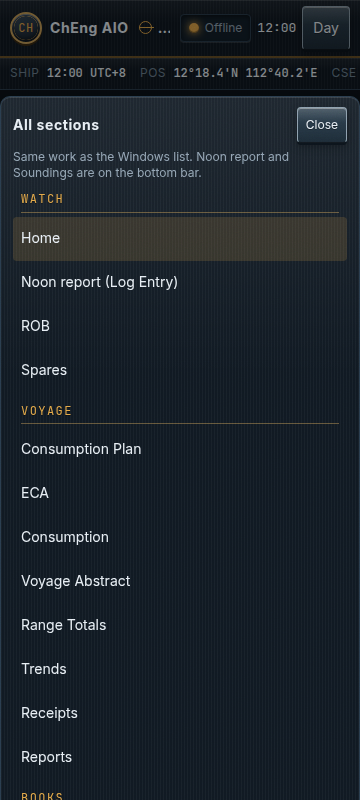 CH ChEng AIO ... Offline 12:00 Day
SHIP 12:00 UTC+8 POS 12°18.4'N 112°40.2'E CSE
All sections
Close
Same work as the Windows list. Noon report and
Soundings are on the bottom bar.
WATCH
Home
Noon report (Log Entry)
ROB
Spares
VOYAGE
Consumption Plan
ECA
Consumption
Voyage Abstract
Range Totals
Trends
Receipts
Reports
BOOKS